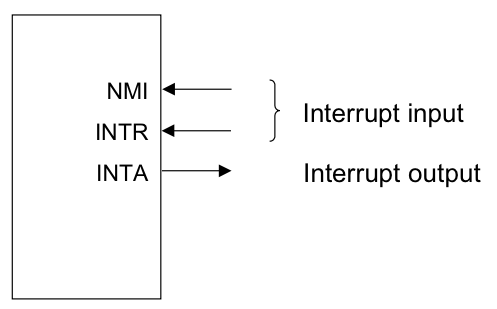 NMI
INTR
INTA
Interrupt input
Interrupt output